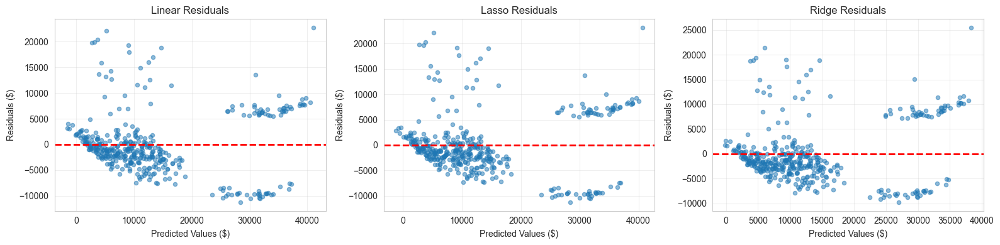 Linear Residuals
Residuals ($)
20000
15000
10000
5000
0
−5000
−10000
0 10000 20000 30000 40000
Predicted Values ($)
Lasso Residuals
Residuals ($)
20000
15000
10000
5000
0
−5000
−10000
0 10000 20000 30000 40000
Predicted Values ($)
Ridge Residuals
Residuals ($)
25000
20000
15000
10000
5000
0
−5000
−10000
0 5000 10000 15000 20000 25000 30000 35000 40000
Predicted Values ($)